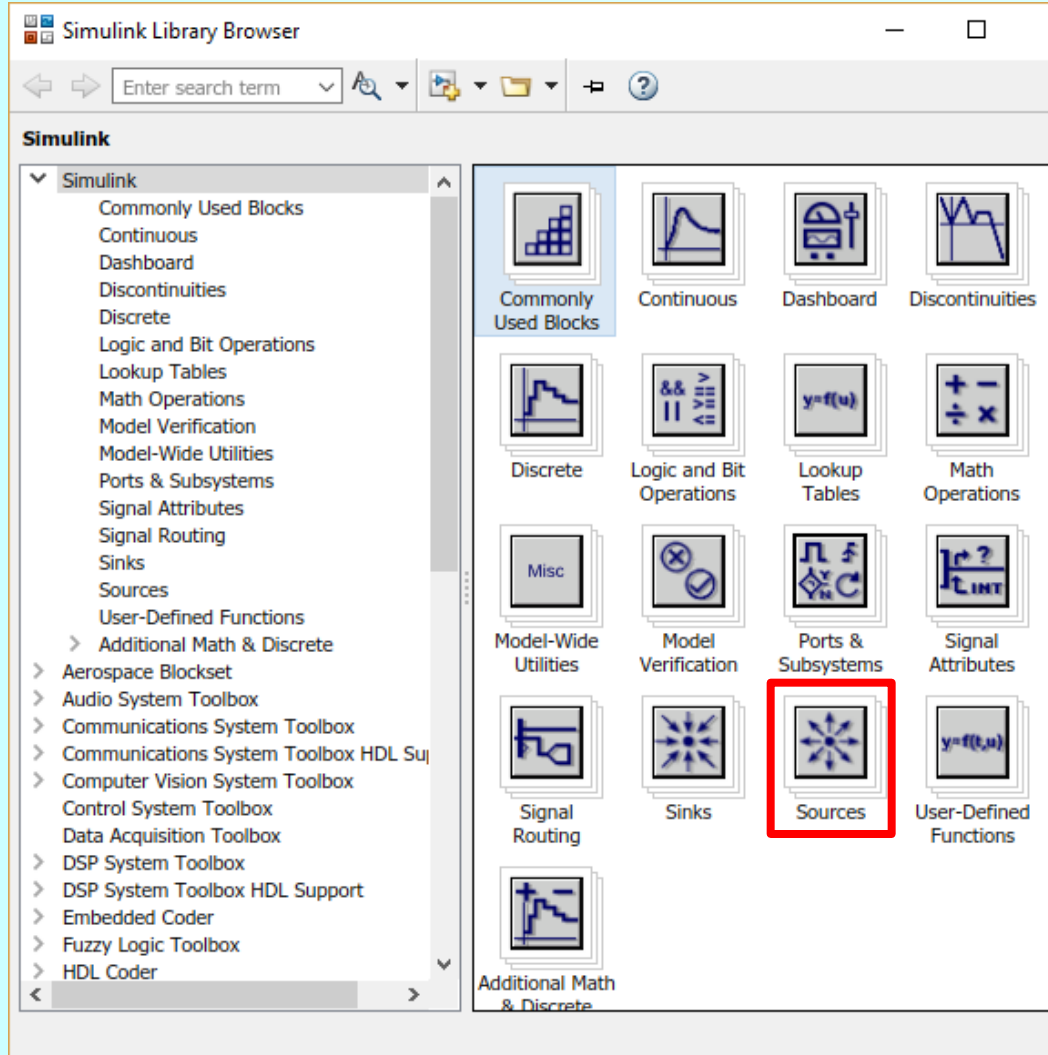 Simulink Library Browser
Enter search term
Simulink
Simulink
Commonly Used Blocks
Continuous
Dashboard
Discontinuities
Discrete
Logic and Bit Operations
Lookup Tables
Math Operations
Model Verification
Model-Wide Utilities
Ports & Subsystems
Signal Attributes
Signal Routing
Sinks
Sources
User-Defined Functions
Additional Math & Discrete
Aerospace Blockset
Audio System Toolbox
Communications System Toolbox
Communications System Toolbox HDL Su
Computer Vision System Toolbox
Control System Toolbox
Data Acquisition Toolbox
DSP System Toolbox
DSP System Toolbox HDL Support
Embedded Coder
Fuzzy Logic Toolbox
HDL Coder
Commonly
Used Blocks
Continuous
Dashboard
Discontinuities
Discrete
&& > == || >= <=
Logic and Bit
Operations
y=f(u)
Lookup
Tables
+ − ÷ ×
Math
Operations
Misc
Model-Wide
Utilities
Model
Verification
Y N
Ports &
Subsystems
? INT
Signal
Attributes
Signal
Routing
Sinks
Sources
y=f(t,u)
User-Defined
Functions
+ −
Additional Math
& Discrete